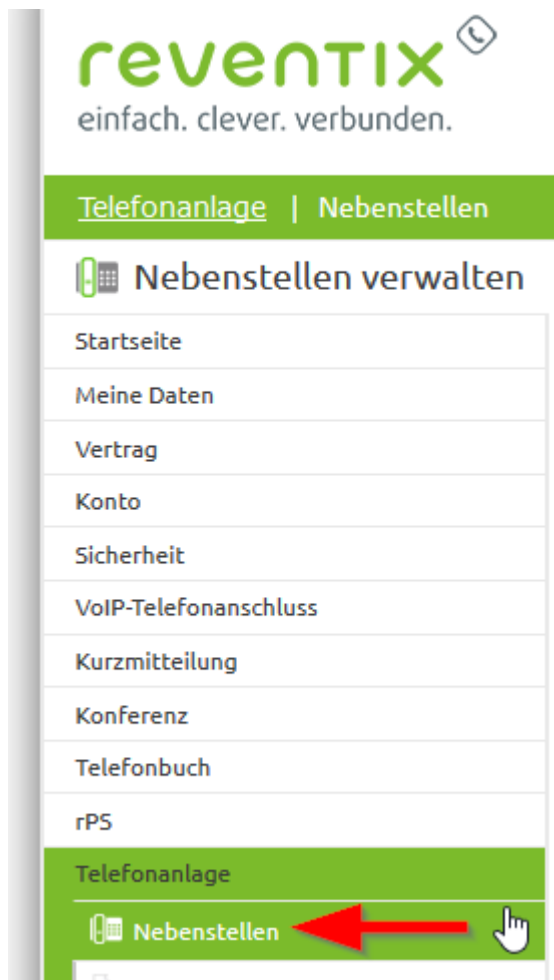 reventix
einfach. clever. verbunden.
Telefonanlage | Nebenstellen
Nebenstellen verwalten
Startseite
Meine Daten
Vertrag
Konto
Sicherheit
VoIP-Telefonanschluss
Kurzmitteilung
Konferenz
Telefonbuch
rPS
Telefonanlage
Nebenstellen